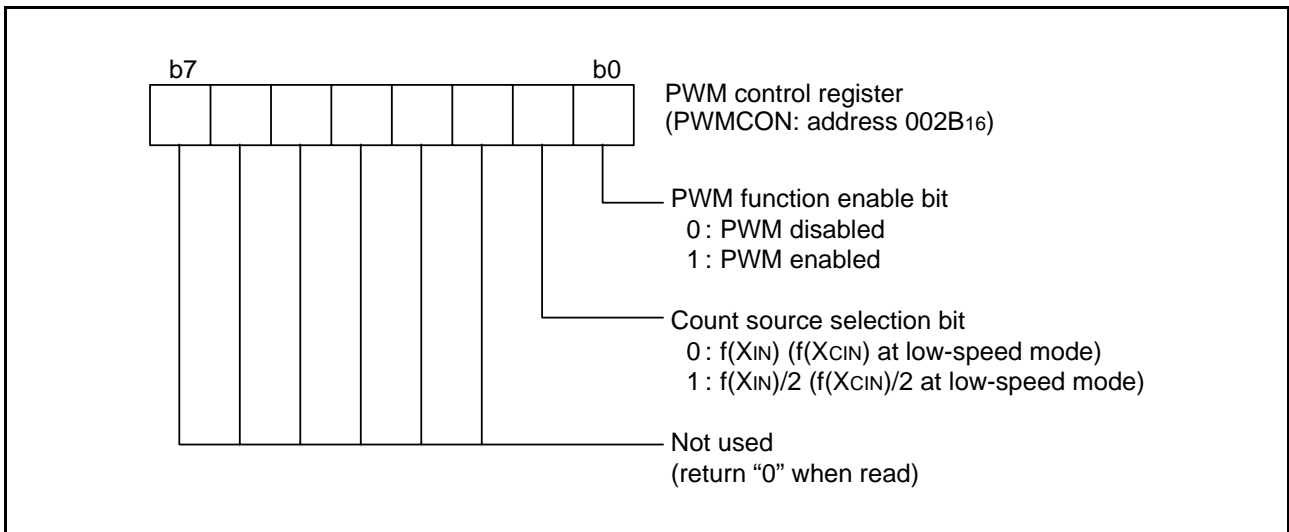 b7 b0
PWM control register
(PWMCON: address 002B16)
PWM function enable bit
0 : PWM disabled
1 : PWM enabled
Count source selection bit
0 : f(XIN) (f(XCIN) at low-speed mode)
1 : f(XIN)/2 (f(XCIN)/2 at low-speed mode)
Not used
(return “0” when read)